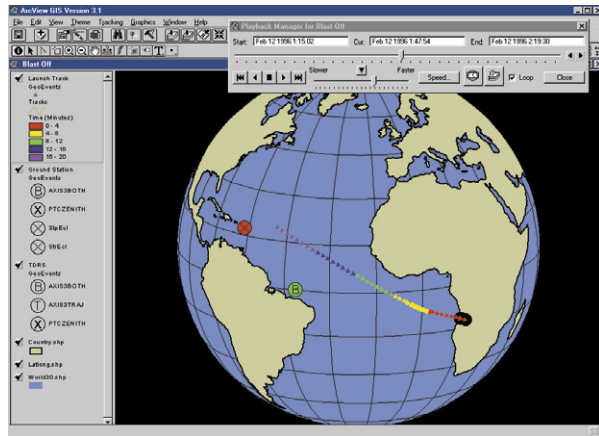 ArcView GIS Version 3.1
File Edit View Theme Tracking Graphics Window Help
Playback Manager for Blast-Off
Start: Feb 12 1996 1:15:02 Cur: Feb 12 1996 1:47:54 End: Feb 12 1996 2:19:30
Slower Faster
Speed... Loop Close
Blast-Off
Launch Track
GeoEvents
Tracks
Time (Minutes)
0 - 4
4 - 8
8 - 12
12 - 16
16 - 20
Ground Station
GeoEvents
B AXIS3BOTH
X PTCZENITH
StpEcl
StrEcl
TDRS
GeoEvents
B AXIS3BOTH
T AXIS3TRAJ
X PTCZENITH
Country.shp
Latlong.shp
World30.shp
B